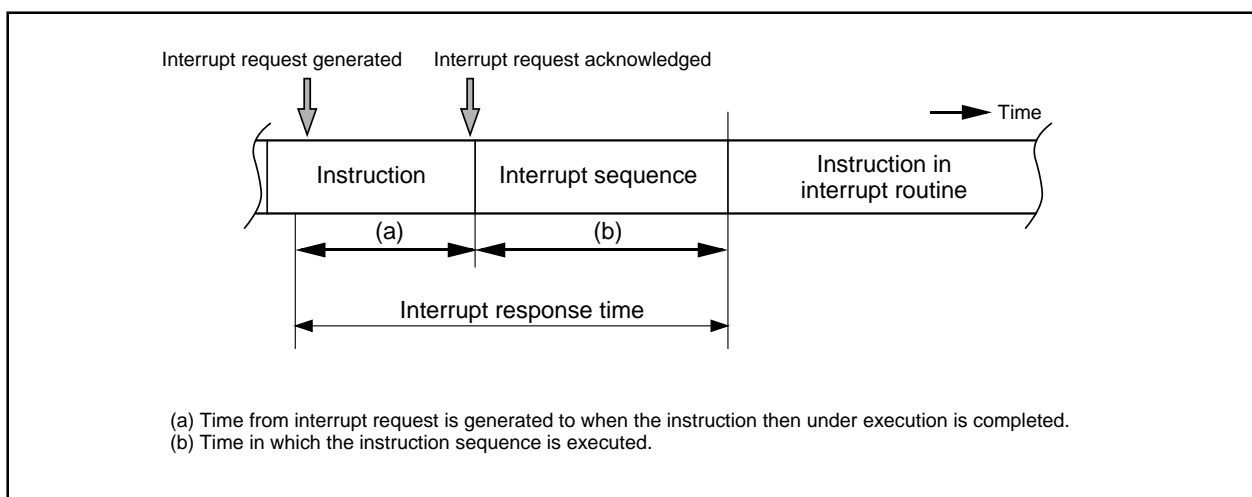 Interrupt request generated
Interrupt request acknowledged
Time
Instruction
Interrupt sequence
Instruction in
interrupt routine
(a)
(b)
Interrupt response time
(a) Time from interrupt request is generated to when the instruction then under execution is completed.
(b) Time in which the instruction sequence is executed.